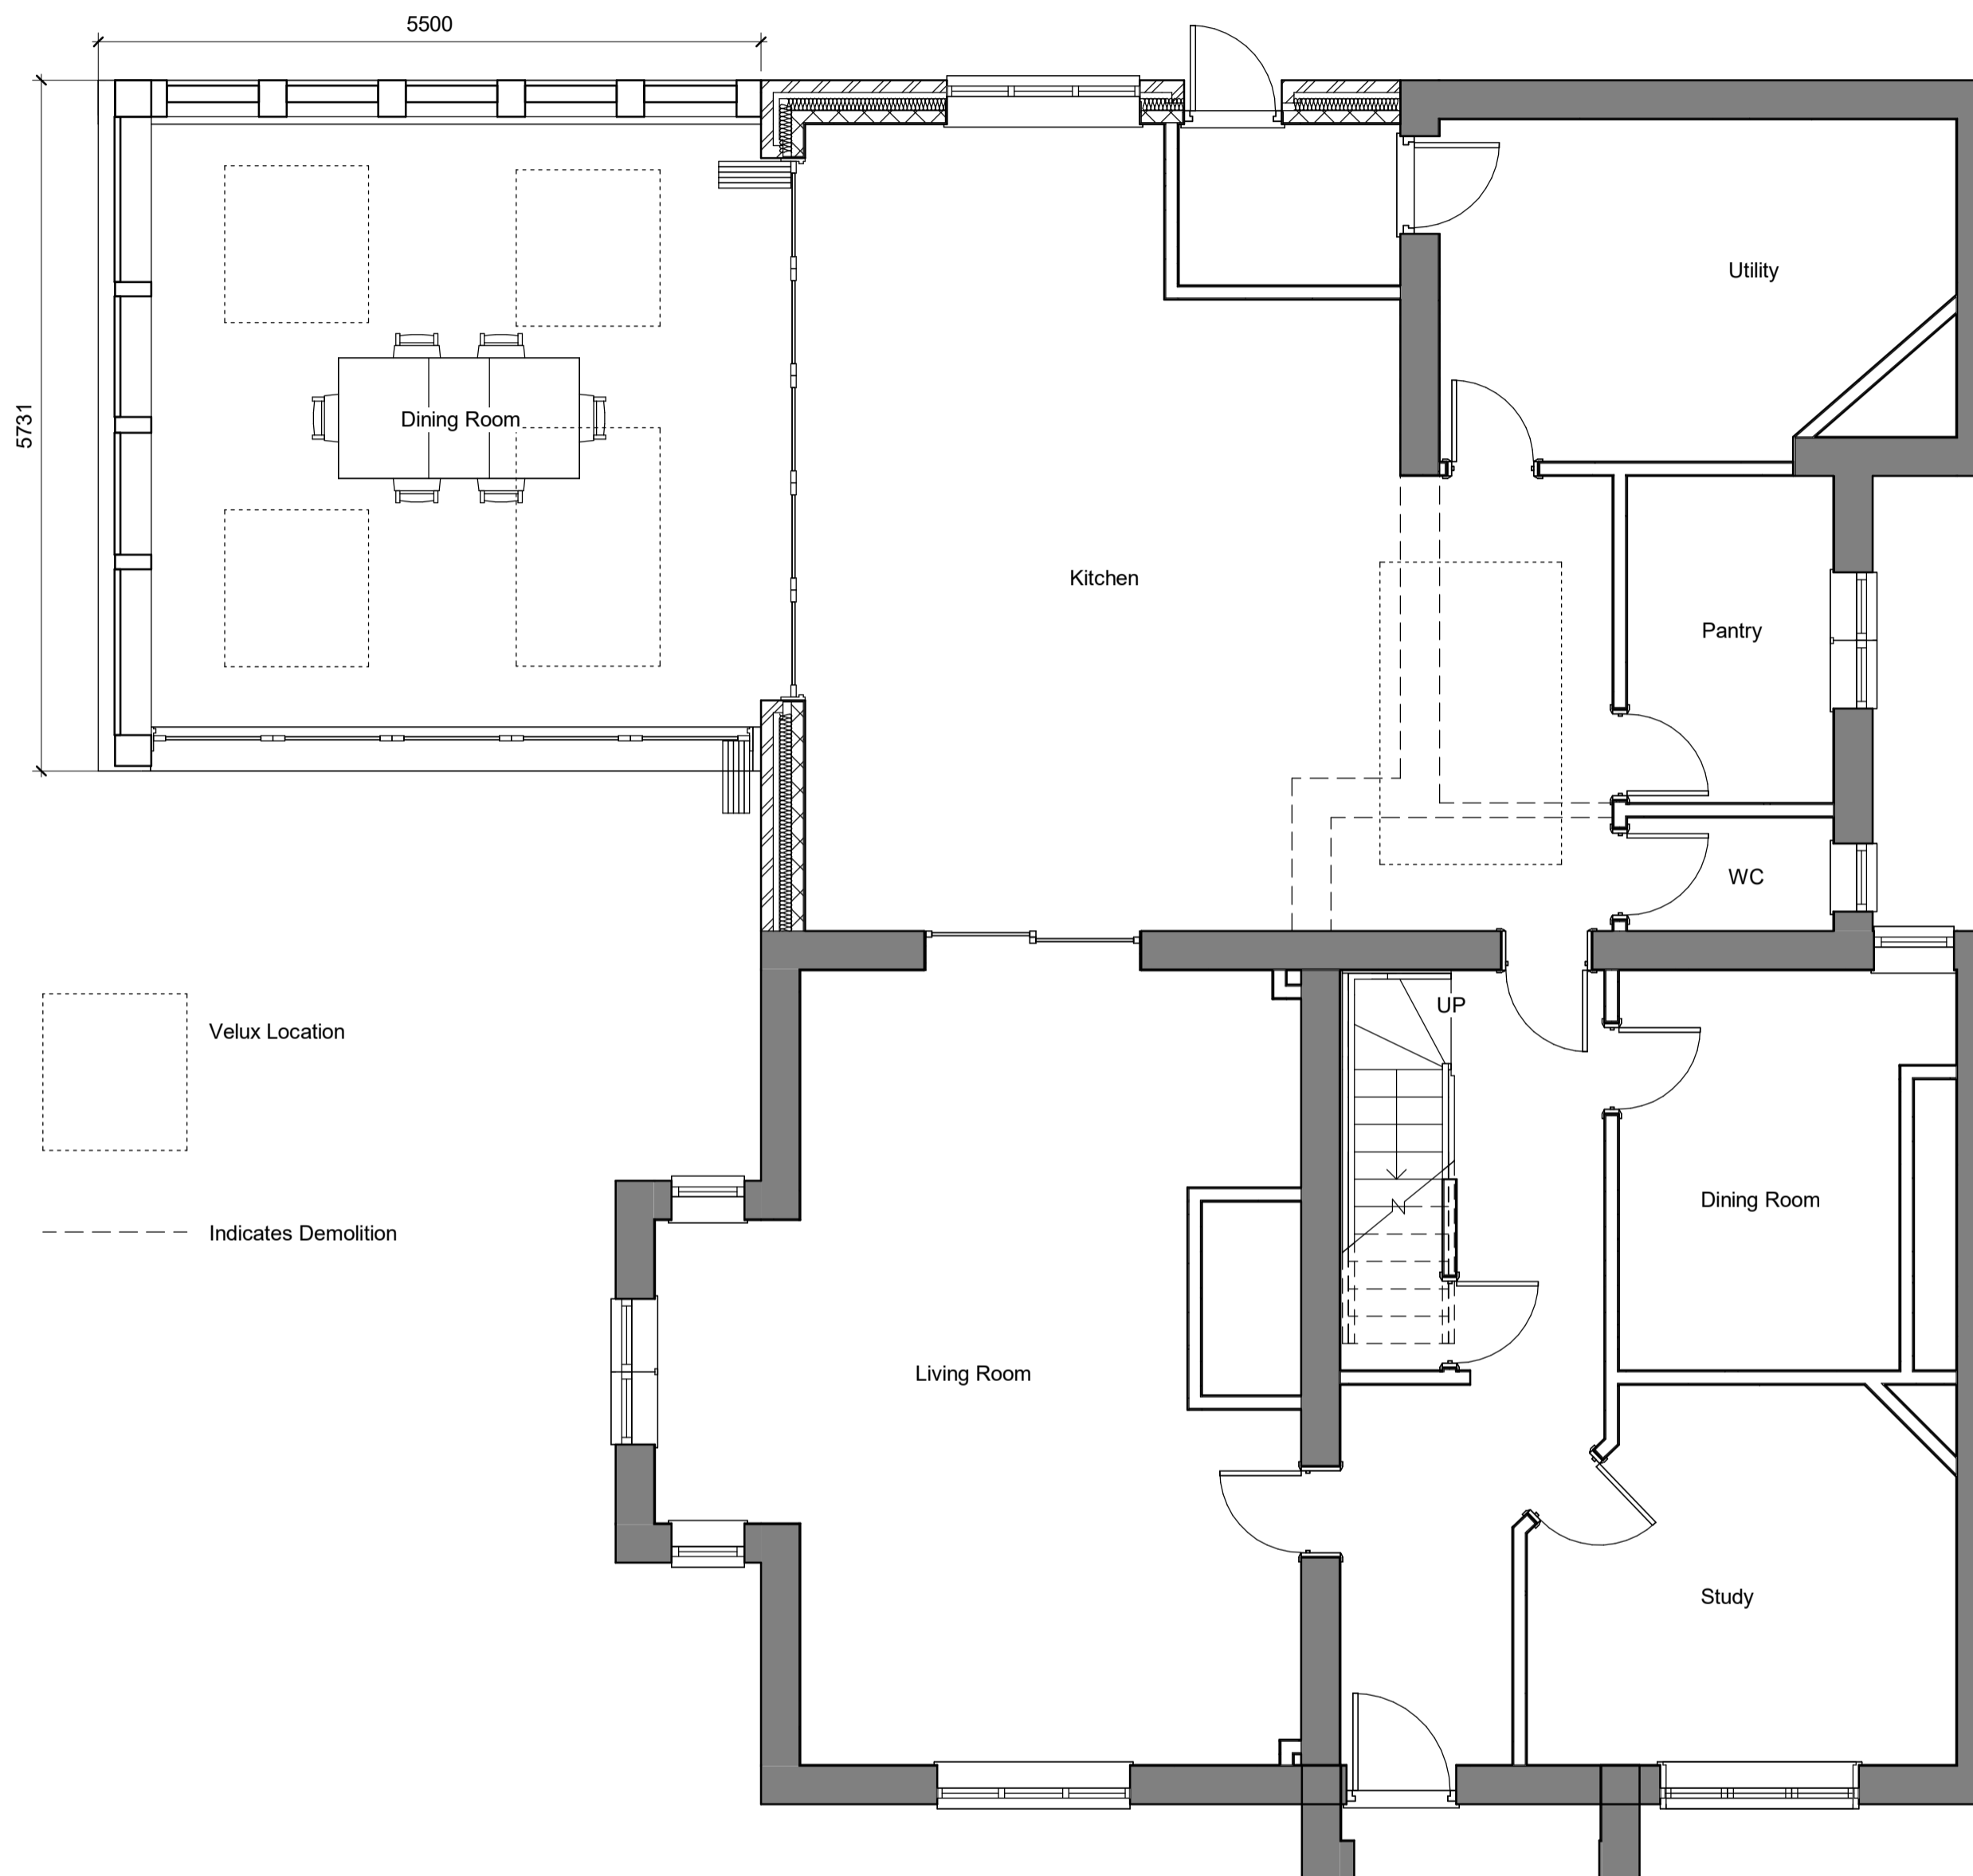 5500
5731
Utility
Dining Room
Kitchen
Pantry
WC
UP
Velux Location
Dining Room
Indicates Demolition
Living Room
Study